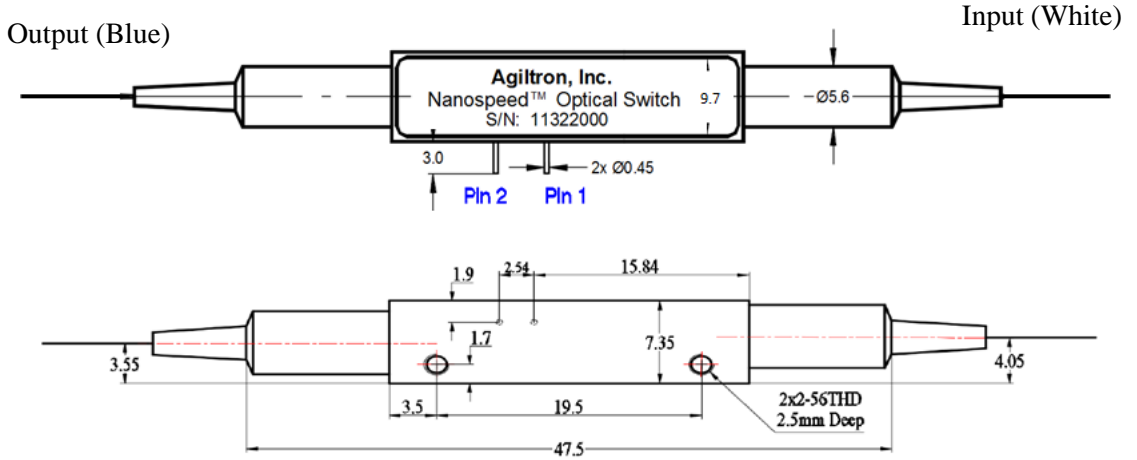 Output (Blue)
Input (White)
Agiltron, Inc.
Nanospeed™ Optical Switch
S/N: 11322000
9.7
Ø5.6
3.0
2x Ø0.45
Pin 2
Pin 1
1.9
2.54
15.84
1.7
7.35
3.55
4.05
3.5
19.5
2x2-56THD
2.5mm Deep
47.5